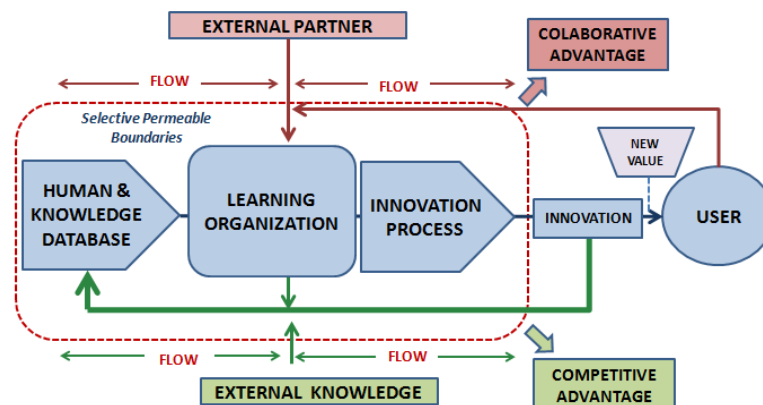 EXTERNAL PARTNER
COLABORATIVE
ADVANTAGE
FLOW
FLOW
Selective Permeable
Boundaries
NEW
VALUE
HUMAN &
KNOWLEDGE
DATABASE
LEARNING
ORGANIZATION
INNOVATION
PROCESS
INNOVATION
USER
FLOW
FLOW
EXTERNAL KNOWLEDGE
COMPETITIVE
ADVANTAGE